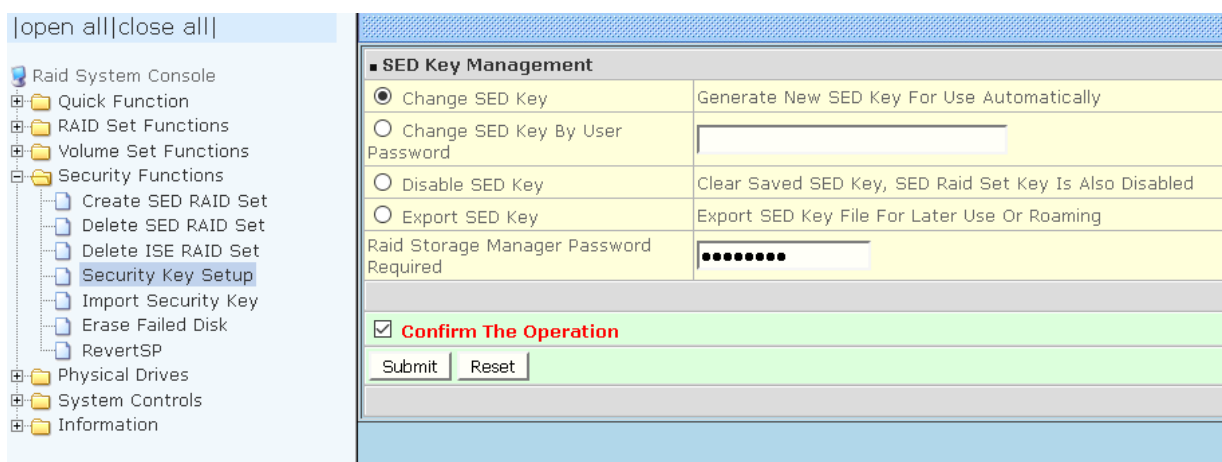 |open all|close all|
Raid System Console
Quick Function
RAID Set Functions
Volume Set Functions
Security Functions
Create SED RAID Set
Delete SED RAID Set
Delete ISE RAID Set
Security Key Setup
Import Security Key
Erase Failed Disk
RevertSP
Physical Drives
System Controls
Information
SED Key Management
Change SED Key
Generate New SED Key For Use Automatically
Change SED Key By User
Password
Disable SED Key
Clear Saved SED Key, SED Raid Set Key Is Also Disabled
Export SED Key
Export SED Key File For Later Use Or Roaming
Raid Storage Manager Password
Required
••••••••
Confirm The Operation
Submit
Reset